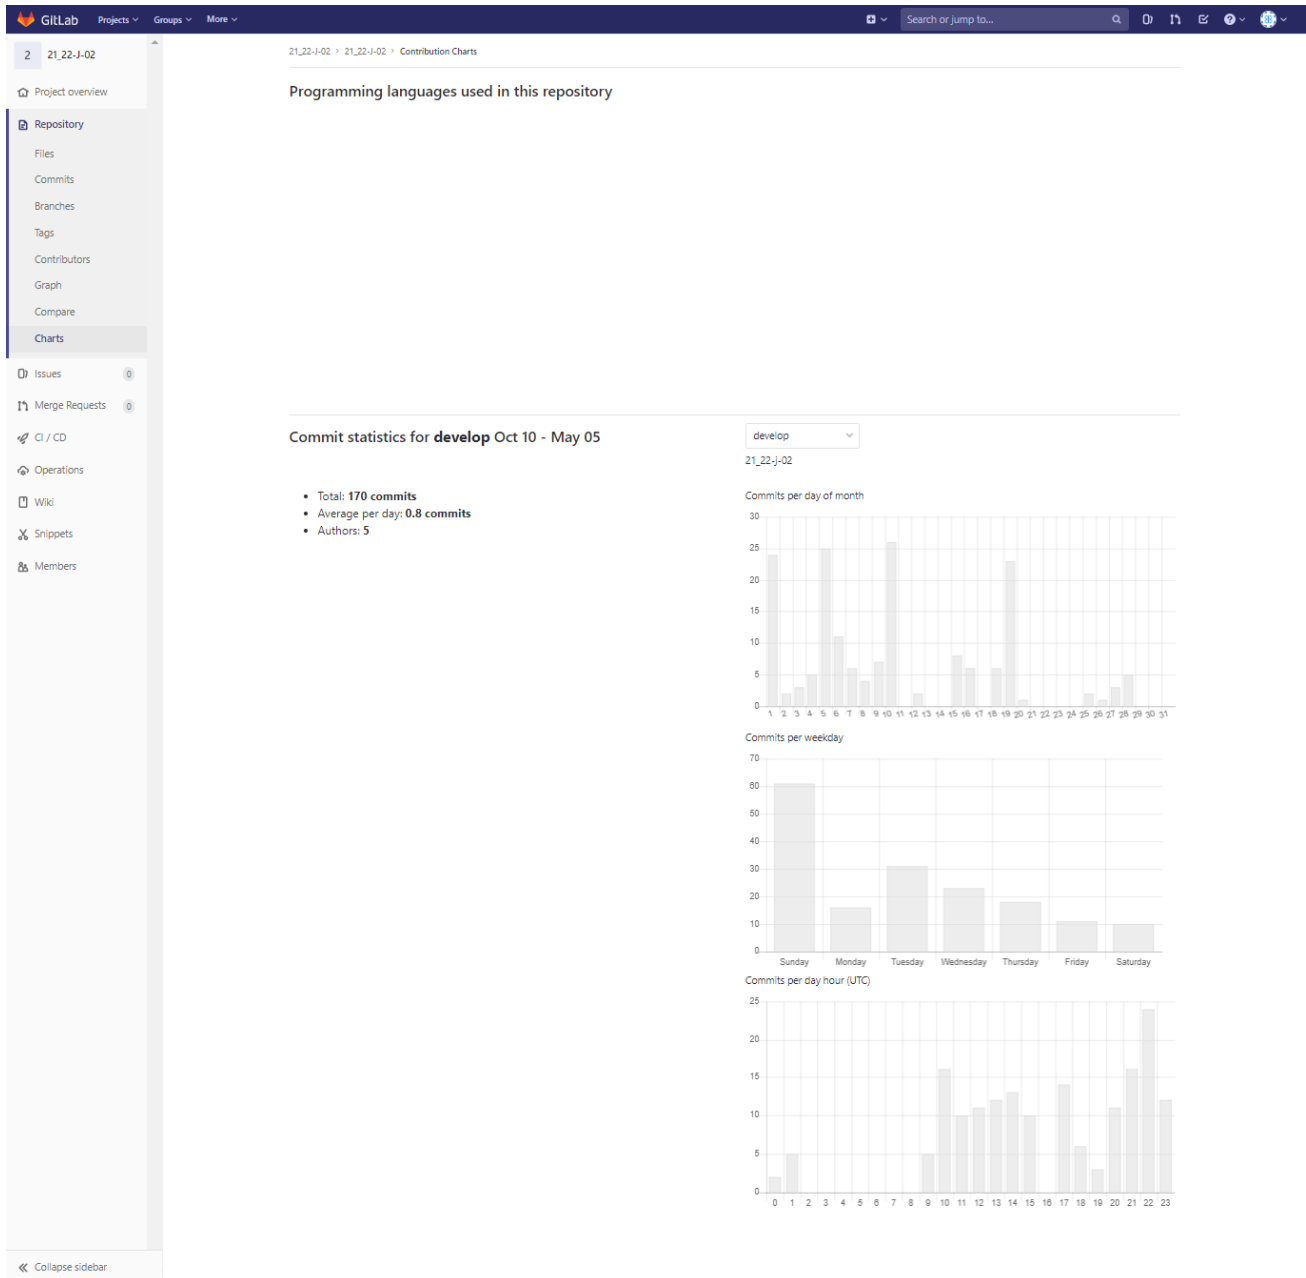 GitLab Projects Groups More Search or jump to...
2 21_22-J-02
Project overview
Repository
Files
Commits
Branches
Tags
Contributors
Graph
Compare
Charts
Issues 0
Merge Requests 0
CI / CD
Operations
Wiki
Snippets
Members
Collapse sidebar
21_22-J-02 > 21_22-J-02 > Contribution Charts
Programming languages used in this repository
Commit statistics for develop Oct 10 - May 05
Total: 170 commits
Average per day: 0.8 commits
Authors: 5
develop
21_22-j-02
Commits per day of month
30
25
20
15
10
5
0
1 2 3 4 5 6 7 8 9 10 11 12 13 14 15 16 17 18 19 20 21 22 23 24 25 26 27 28 29 30 31
Commits per weekday
70
60
50
40
30
20
10
0
Sunday Monday Tuesday Wednesday Thursday Friday Saturday
Commits per day hour (UTC)
25
20
15
10
5
0
0 1 2 3 4 5 6 7 8 9 10 11 12 13 14 15 16 17 18 19 20 21 22 23